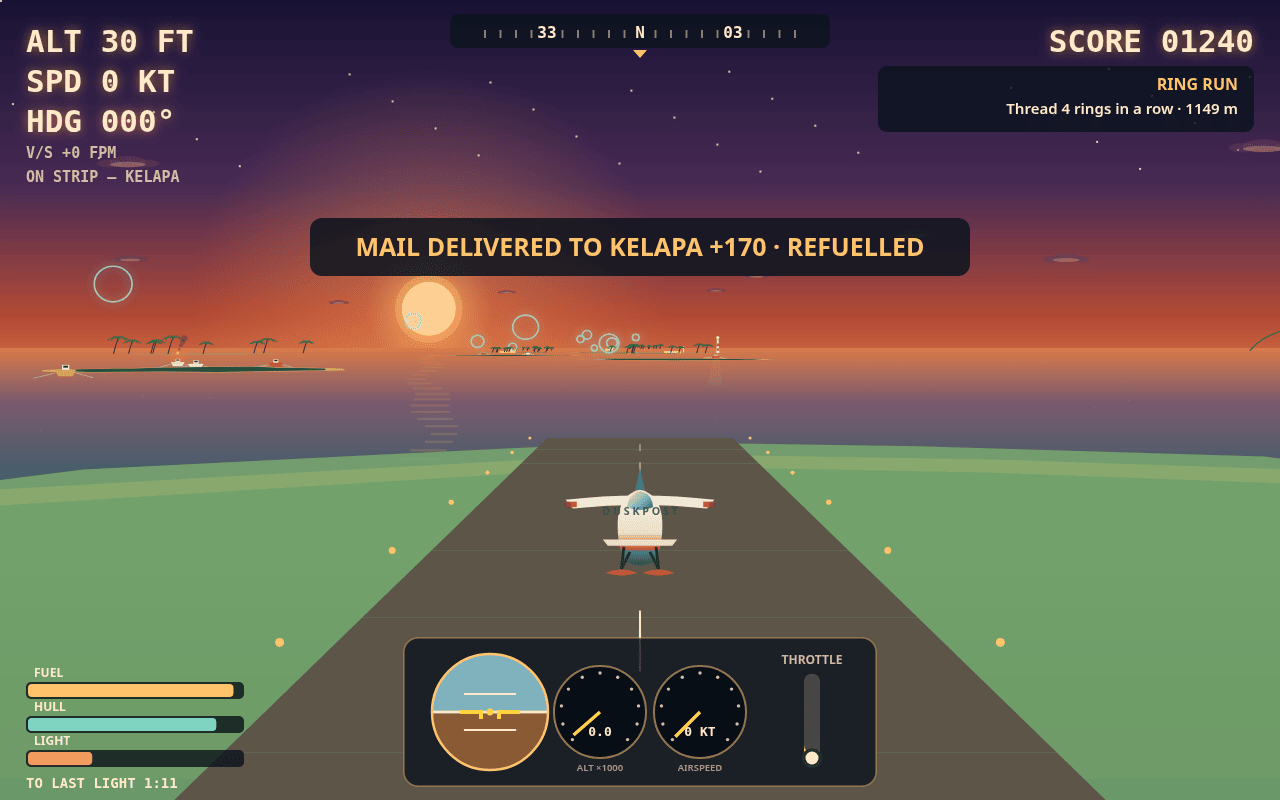 ALT 30 FT
SPD 0 KT
HDG 000°
V/S +0 FPM
ON STRIP — KELAPA
33 N 03
SCORE 01240
RING RUN
Thread 4 rings in a row · 1149 m
MAIL DELIVERED TO KELAPA +170 · REFUELLED
DUSKPOST
FUEL
HULL
LIGHT
TO LAST LIGHT 1:11
0.0
ALT ×1000
0 KT
AIRSPEED
THROTTLE